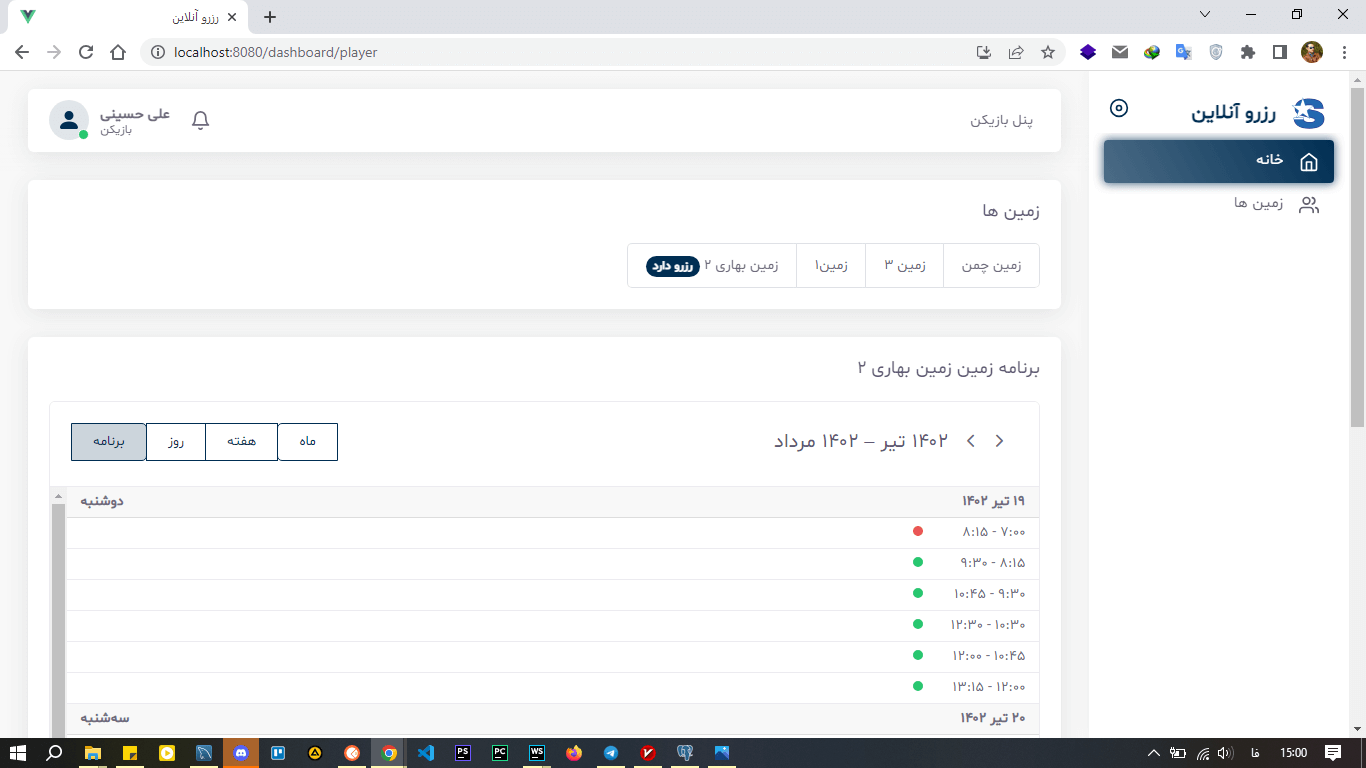 رزرو آنلاین
localhost:8080/dashboard/player
رزرو آنلاین
خانه
زمین ها
پنل بازیکن
علی حسینی
بازیکن
زمین ها
زمین چمن
زمین ۳
زمین۱
زمین بهاری ۲ رزرو دارد
برنامه زمین زمین بهاری ۲
۱۴۰۲ تیر – ۱۴۰۲ مرداد
ماه
هفته
روز
برنامه
۱۹ تیر ۱۴۰۲ دوشنبه
۷:۰۰ - ۸:۱۵
۸:۱۵ - ۹:۳۰
۹:۳۰ - ۱۰:۴۵
۱۰:۳۰ - ۱۲:۳۰
۱۰:۴۵ - ۱۲:۰۰
۱۲:۰۰ - ۱۳:۱۵
۲۰ تیر ۱۴۰۲ سه‌شنبه
PS
PC
WS
فا
15:00